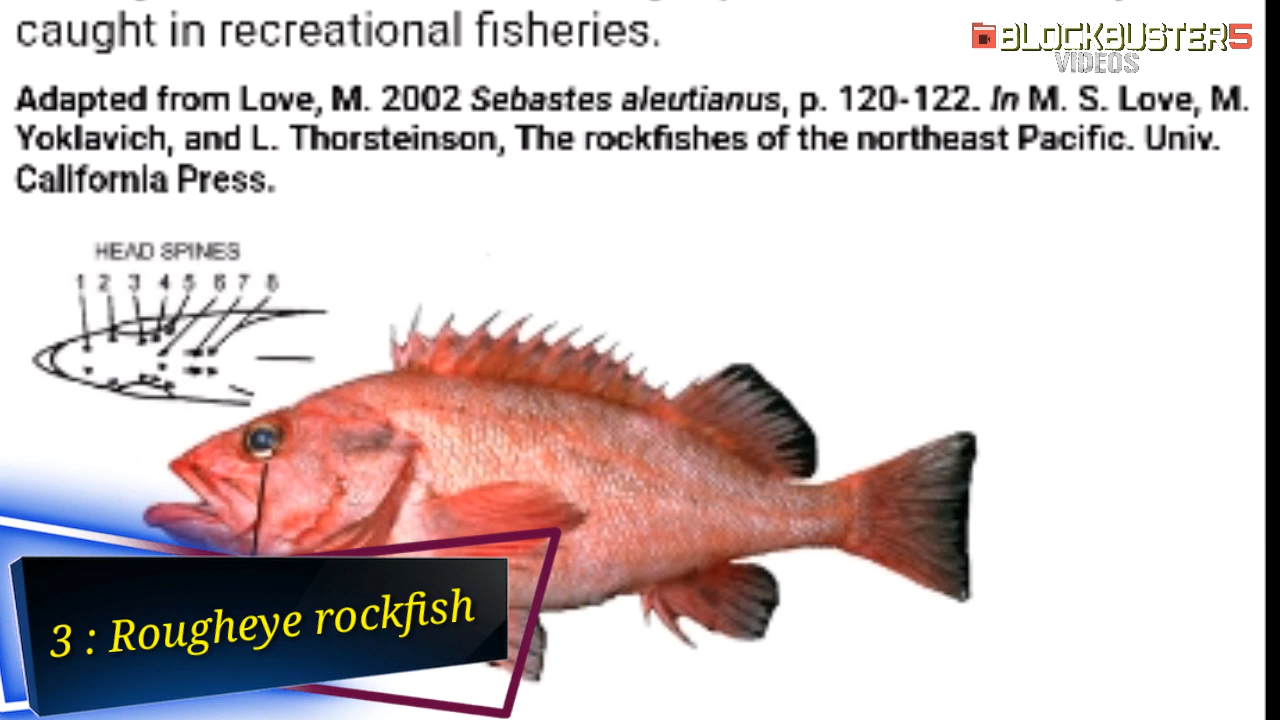 caught in recreational fisheries.
BLOCKBUSTER5
VIDEOS
Adapted from Love, M. 2002 Sebastes aleutianus, p. 120-122. In M. S. Love, M.
Yoklavich, and L. Thorsteinson, The rockfishes of the northeast Pacific. Univ.
California Press.
HEAD SPINES
1 2 3 4 5 6 7 8
3 : Rougheye rockfish